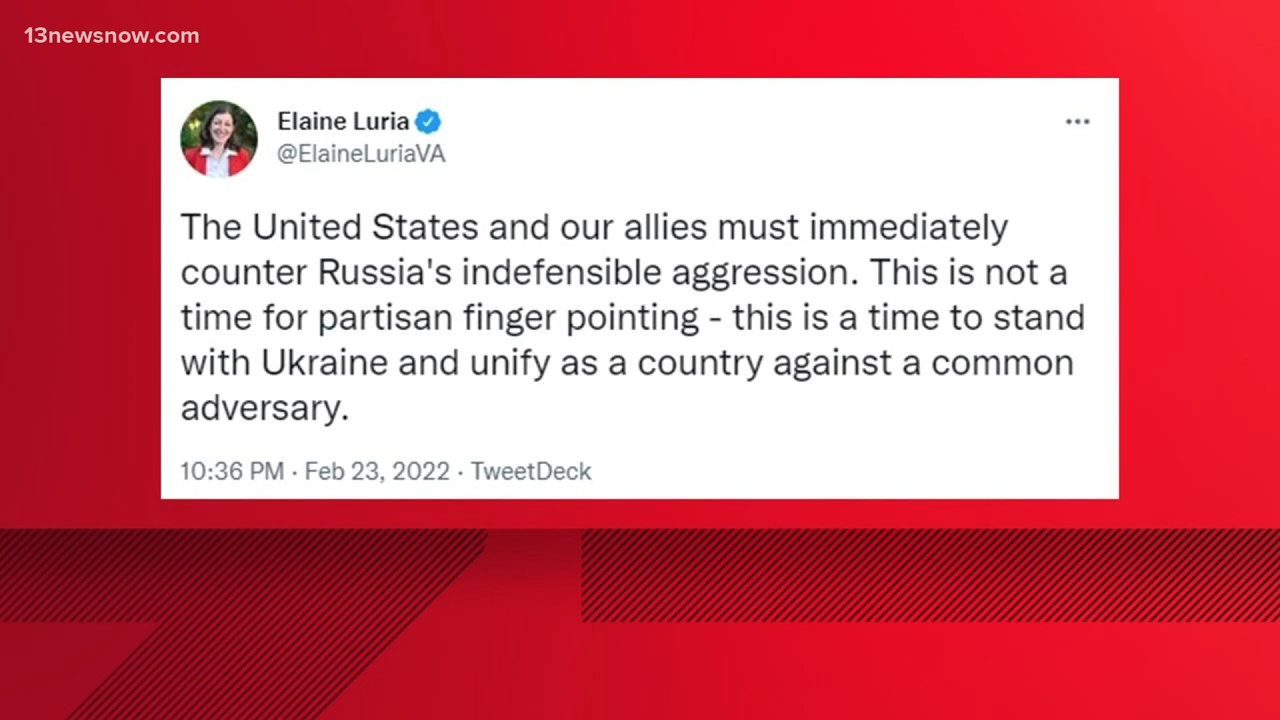 13newsnow.com
Elaine Luria
@ElaineLuriaVA
The United States and our allies must immediately
counter Russia's indefensible aggression. This is not a
time for partisan finger pointing - this is a time to stand
with Ukraine and unify as a country against a common
adversary.
10:36 PM · Feb 23, 2022 · TweetDeck